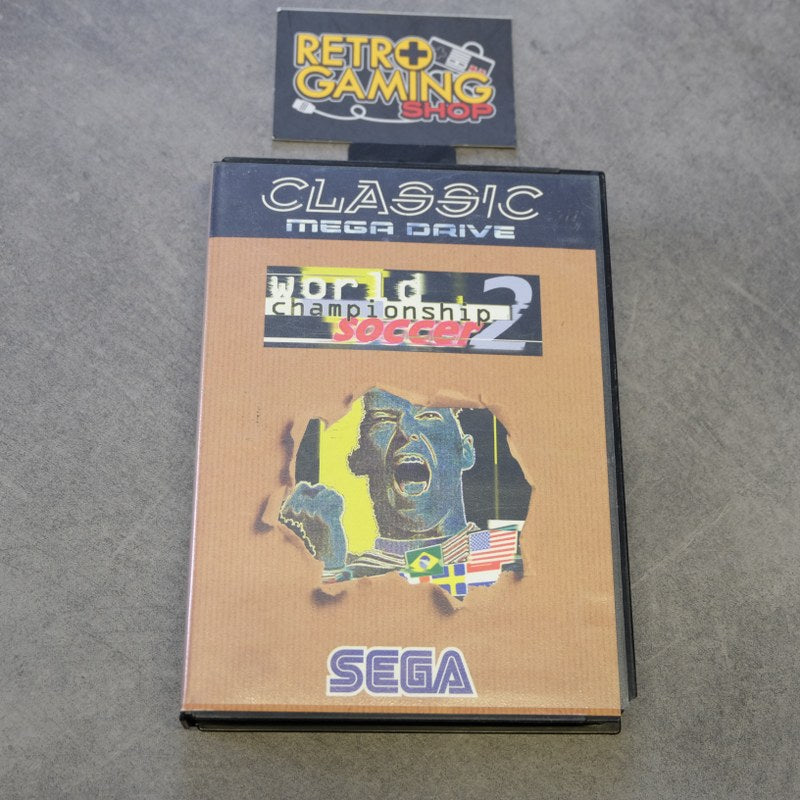 RETRO
GAMING
SHOP
CLASSIC
MEGA DRIVE
world
championship
soccer 2
SEGA